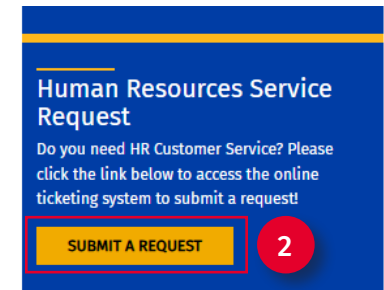 Human Resources Service
Request
Do you need HR Customer Service? Please
click the link below to access the online
ticketing system to submit a request!
SUBMIT A REQUEST
2